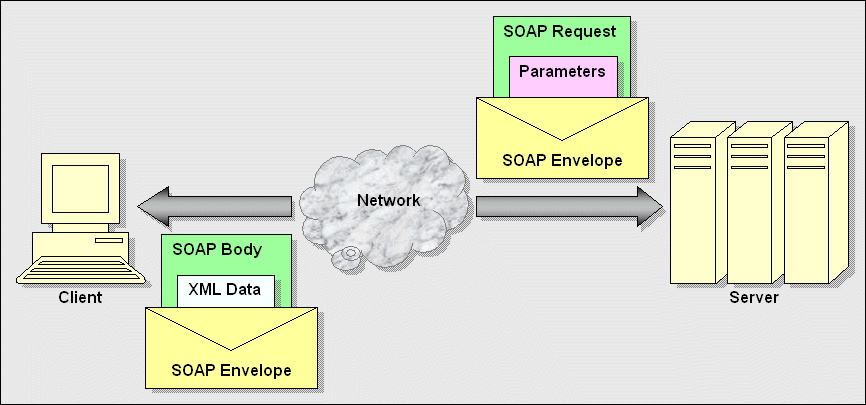 SOAP Request
Parameters
SOAP Envelope
Network
SOAP Body
XML Data
Client
Server
SOAP Envelope